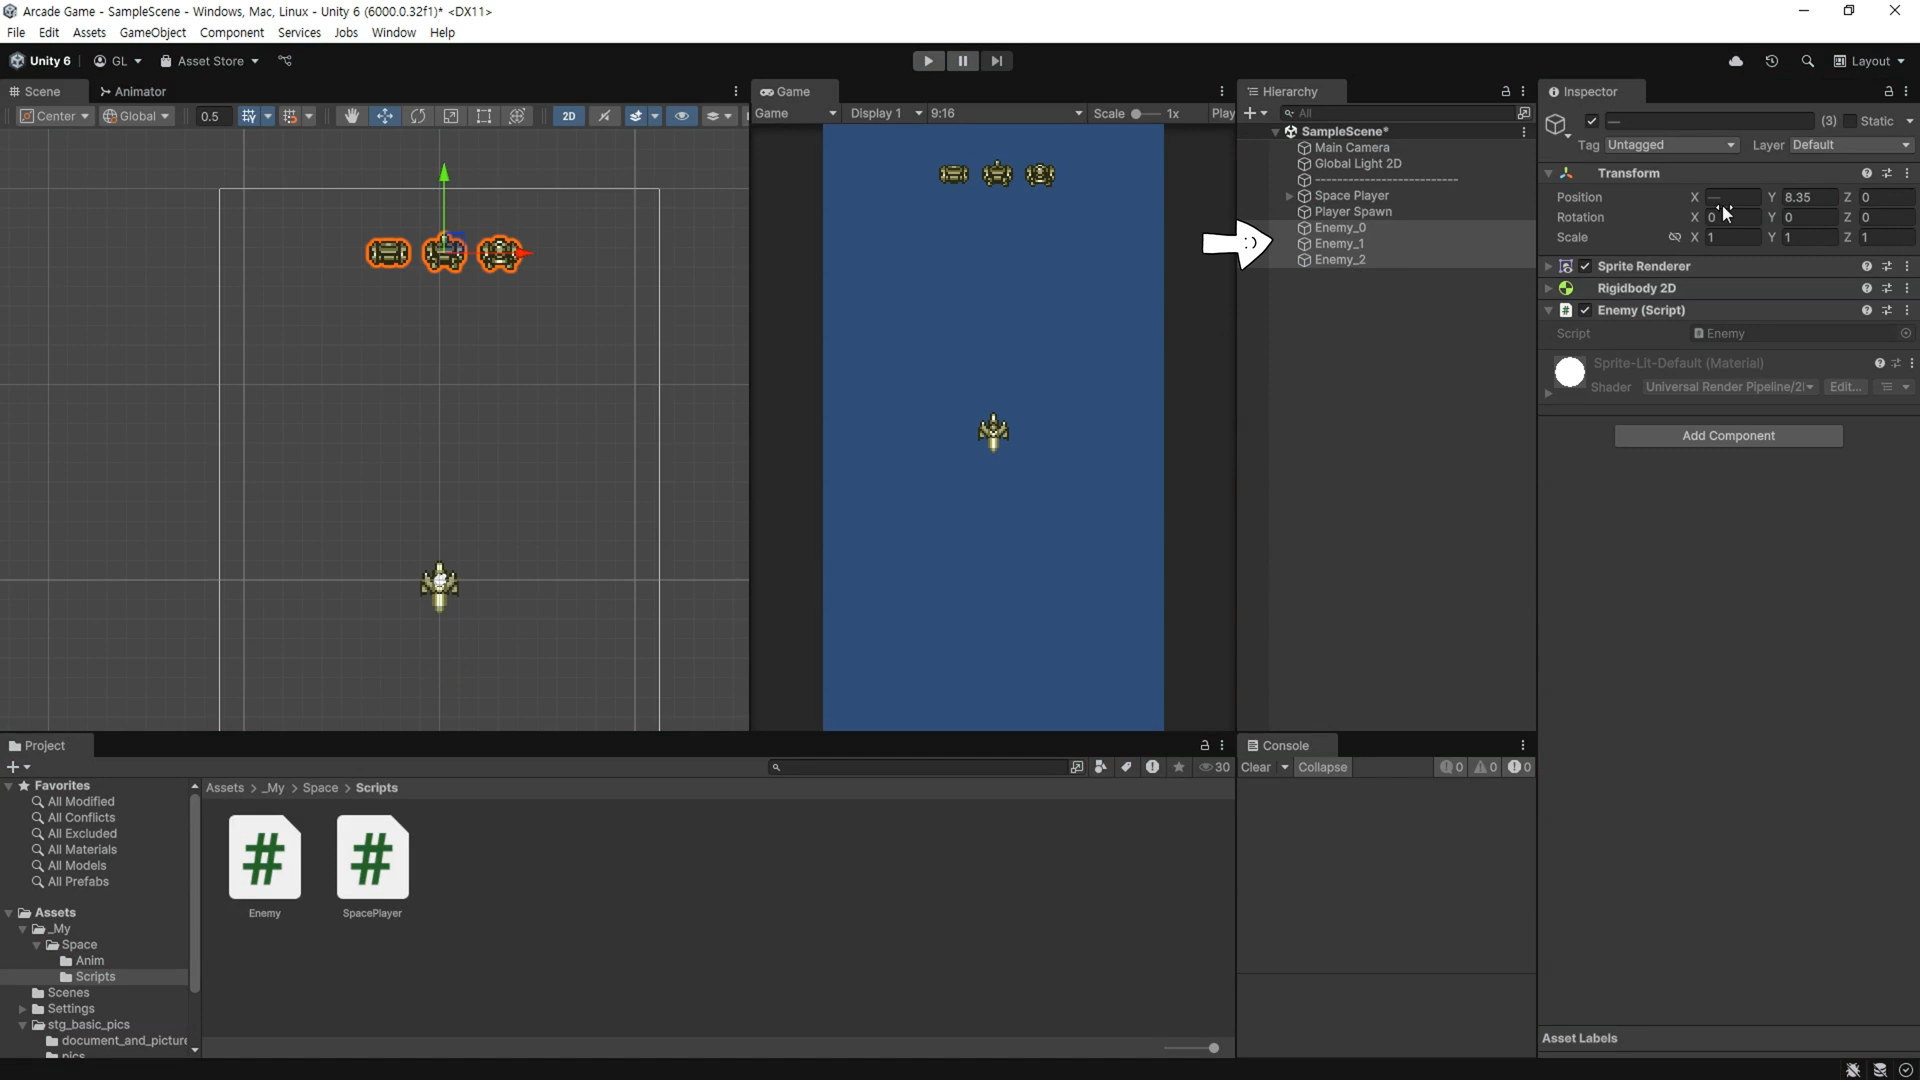 Arcade Game - SampleScene - Windows, Mac, Linux - Unity 6 (6000.0.32f1)* <DX11>
File Edit Assets GameObject Component Services Jobs Window Help
Unity 6 GL Asset Store Layout
Scene Animator Game Hierarchy Inspector
Center Global 0.5 2D Game Display 1 9:16 Scale 1x Play All
(3) Static
Tag Untagged Layer Default
SampleScene*
Main Camera
Global Light 2D
--------------------------
Space Player
Player Spawn
Enemy_0
Enemy_1
Enemy_2
:)
Transform
Position X — Y 8.35 Z 0
Rotation X 0 Y 0 Z 0
Scale X 1 Y 1 Z 1
Sprite Renderer
Rigidbody 2D
Enemy (Script)
Script Enemy
Sprite-Lit-Default (Material)
Shader Universal Render Pipeline/2 Edit...
Add Component
Asset Labels
Project
30
Favorites
All Modified
All Conflicts
All Excluded
All Materials
All Models
All Prefabs
Assets
_My
Space
Anim
Scripts
Scenes
Settings
stg_basic_pics
document_and_picture
pics
Assets > _My > Space > Scripts
Enemy SpacePlayer
Console
Clear Collapse 0 0 0